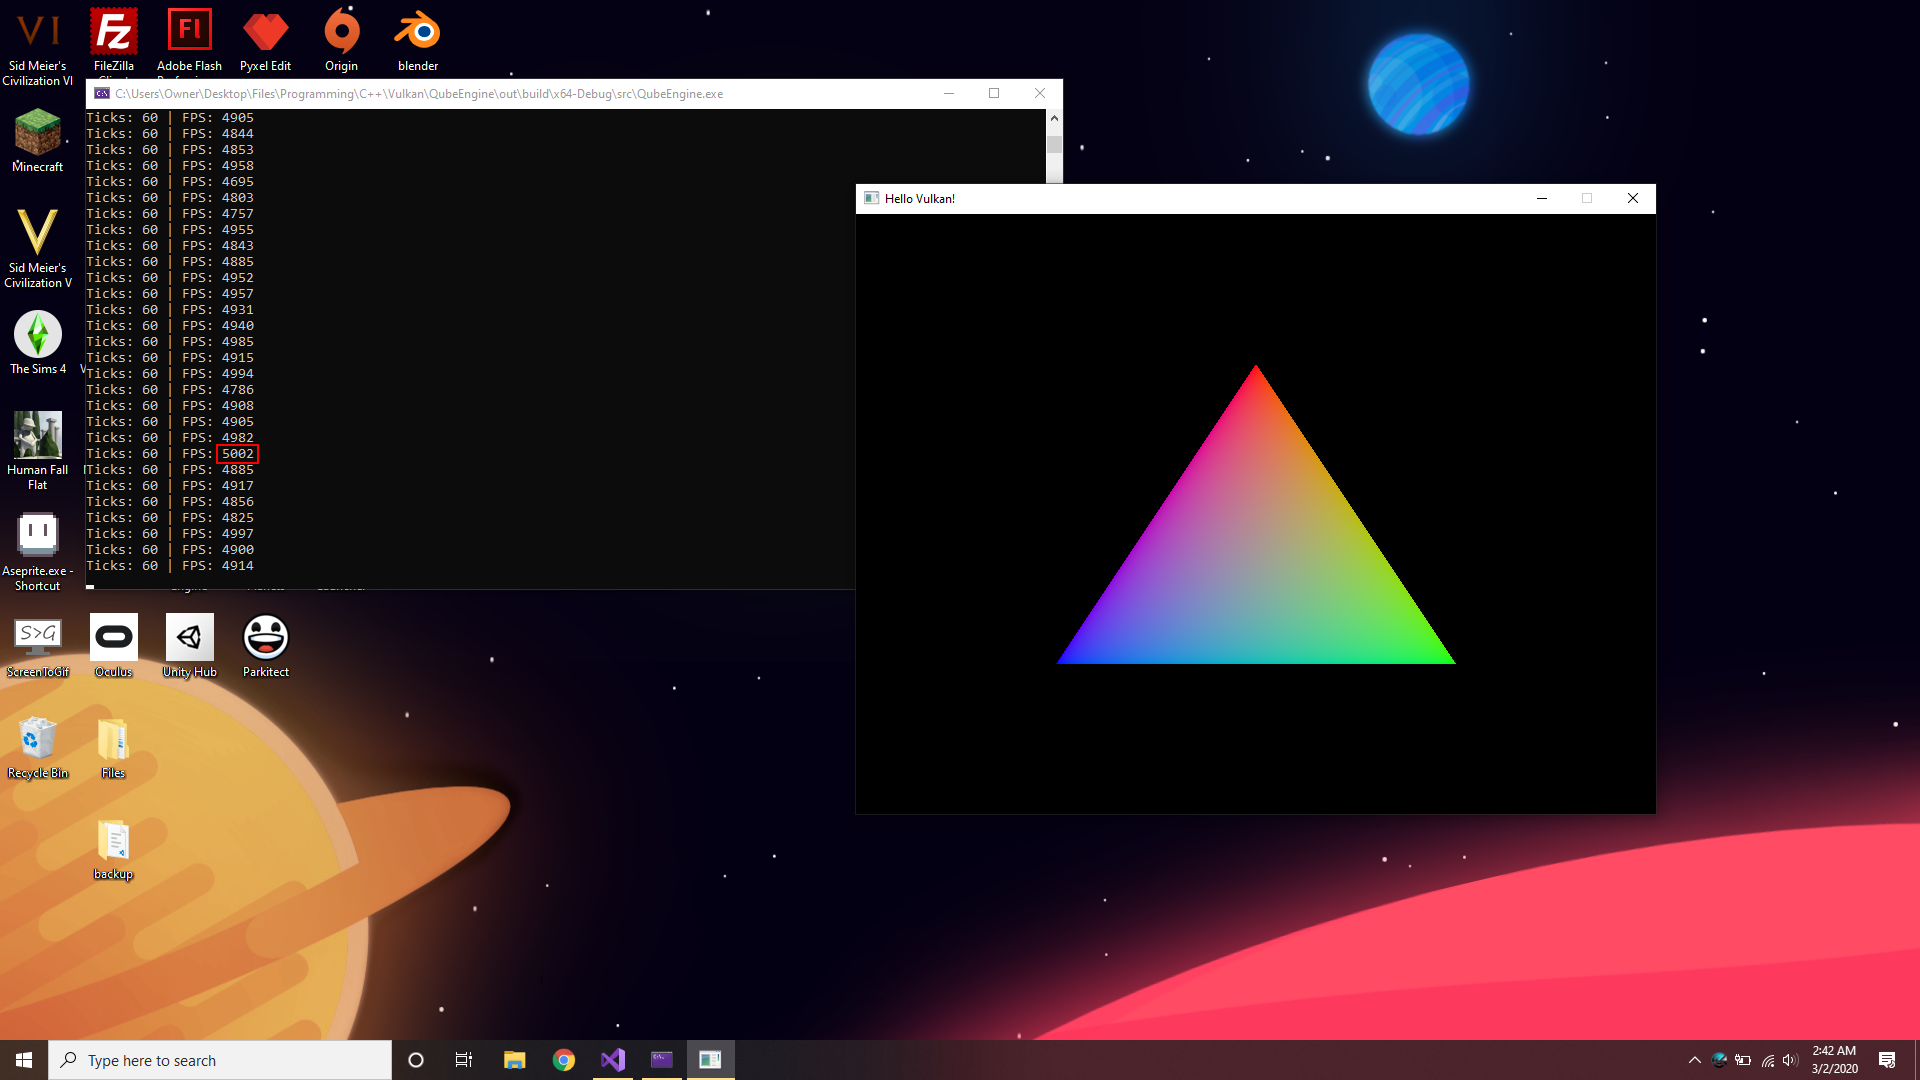 VI
Fz
Fl
Sid Meier's
Civilization VI
FileZilla
Adobe Flash
Pyxel Edit
Origin
blender
C:\Users\Owner\Desktop\Files\Programming\C++\Vulkan\QubeEngine\out\build\x64-Debug\src\QubeEngine.exe
Ticks: 60 | FPS: 4905
Ticks: 60 | FPS: 4844
Ticks: 60 | FPS: 4853
Ticks: 60 | FPS: 4958
Ticks: 60 | FPS: 4695
Ticks: 60 | FPS: 4803
Ticks: 60 | FPS: 4757
Ticks: 60 | FPS: 4955
Ticks: 60 | FPS: 4843
Ticks: 60 | FPS: 4885
Ticks: 60 | FPS: 4952
Ticks: 60 | FPS: 4957
Ticks: 60 | FPS: 4931
Ticks: 60 | FPS: 4940
Ticks: 60 | FPS: 4985
Ticks: 60 | FPS: 4915
Ticks: 60 | FPS: 4994
Ticks: 60 | FPS: 4786
Ticks: 60 | FPS: 4908
Ticks: 60 | FPS: 4905
Ticks: 60 | FPS: 4982
Ticks: 60 | FPS: 5002
Ticks: 60 | FPS: 4885
Ticks: 60 | FPS: 4917
Ticks: 60 | FPS: 4856
Ticks: 60 | FPS: 4825
Ticks: 60 | FPS: 4997
Ticks: 60 | FPS: 4900
Ticks: 60 | FPS: 4914
Hello Vulkan!
Minecraft
Sid Meier's
Civilization V
The Sims 4
Human Fall
Flat
Aseprite.exe -
Shortcut
S>G
ScreenToGif
Oculus
Unity Hub
Parkitect
Recycle Bin
Files
backup
Type here to search
2:42 AM
3/2/2020